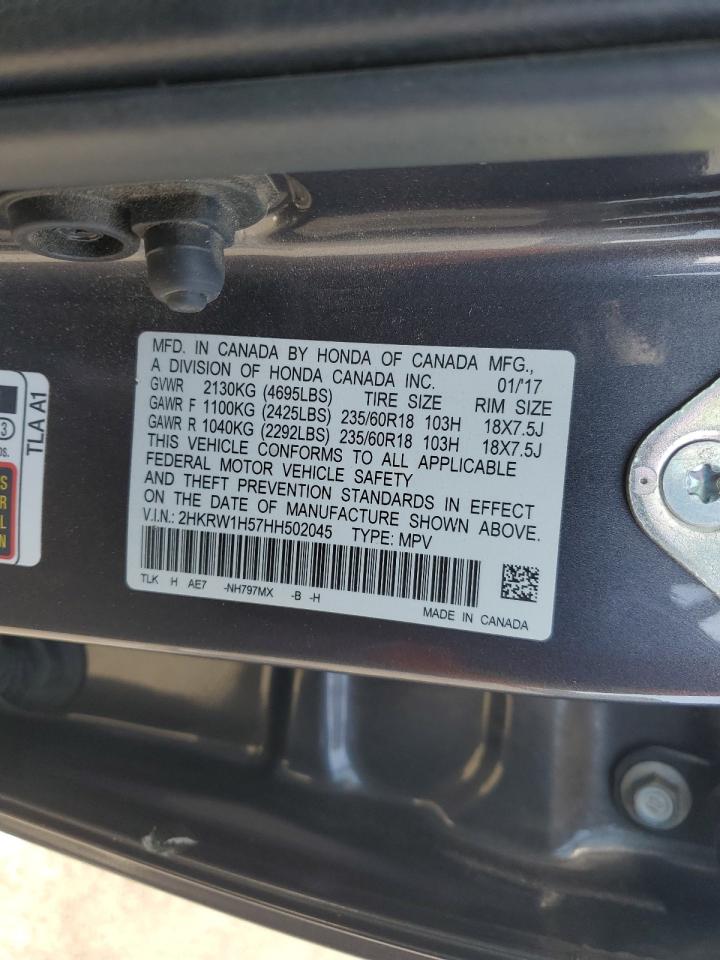 MFD. IN CANADA BY HONDA OF CANADA MFG.,
A DIVISION OF HONDA CANADA INC. 01/'17
GVWR 2130KG (4695LBS) TIRE SIZE RIM SIZE
GAWR F 1100KG (2425LBS) 235/60R18 103H 18X7.5J
GAWR R 1040KG (2292LBS) 235/60R18 103H 18X7.5J
THIS VEHICLE CONFORMS TO ALL APPLICABLE
FEDERAL MOTOR VEHICLE SAFETY
AND THEFT PREVENTION STANDARDS IN EFFECT
ON THE DATE OF MANUFACTURE SHOWN ABOVE.
V.I.N.: 2HKRW1H57HH502045 TYPE: MPV
TLK H AE7 -NH797MX -B -H
MADE IN CANADA
TLA A1